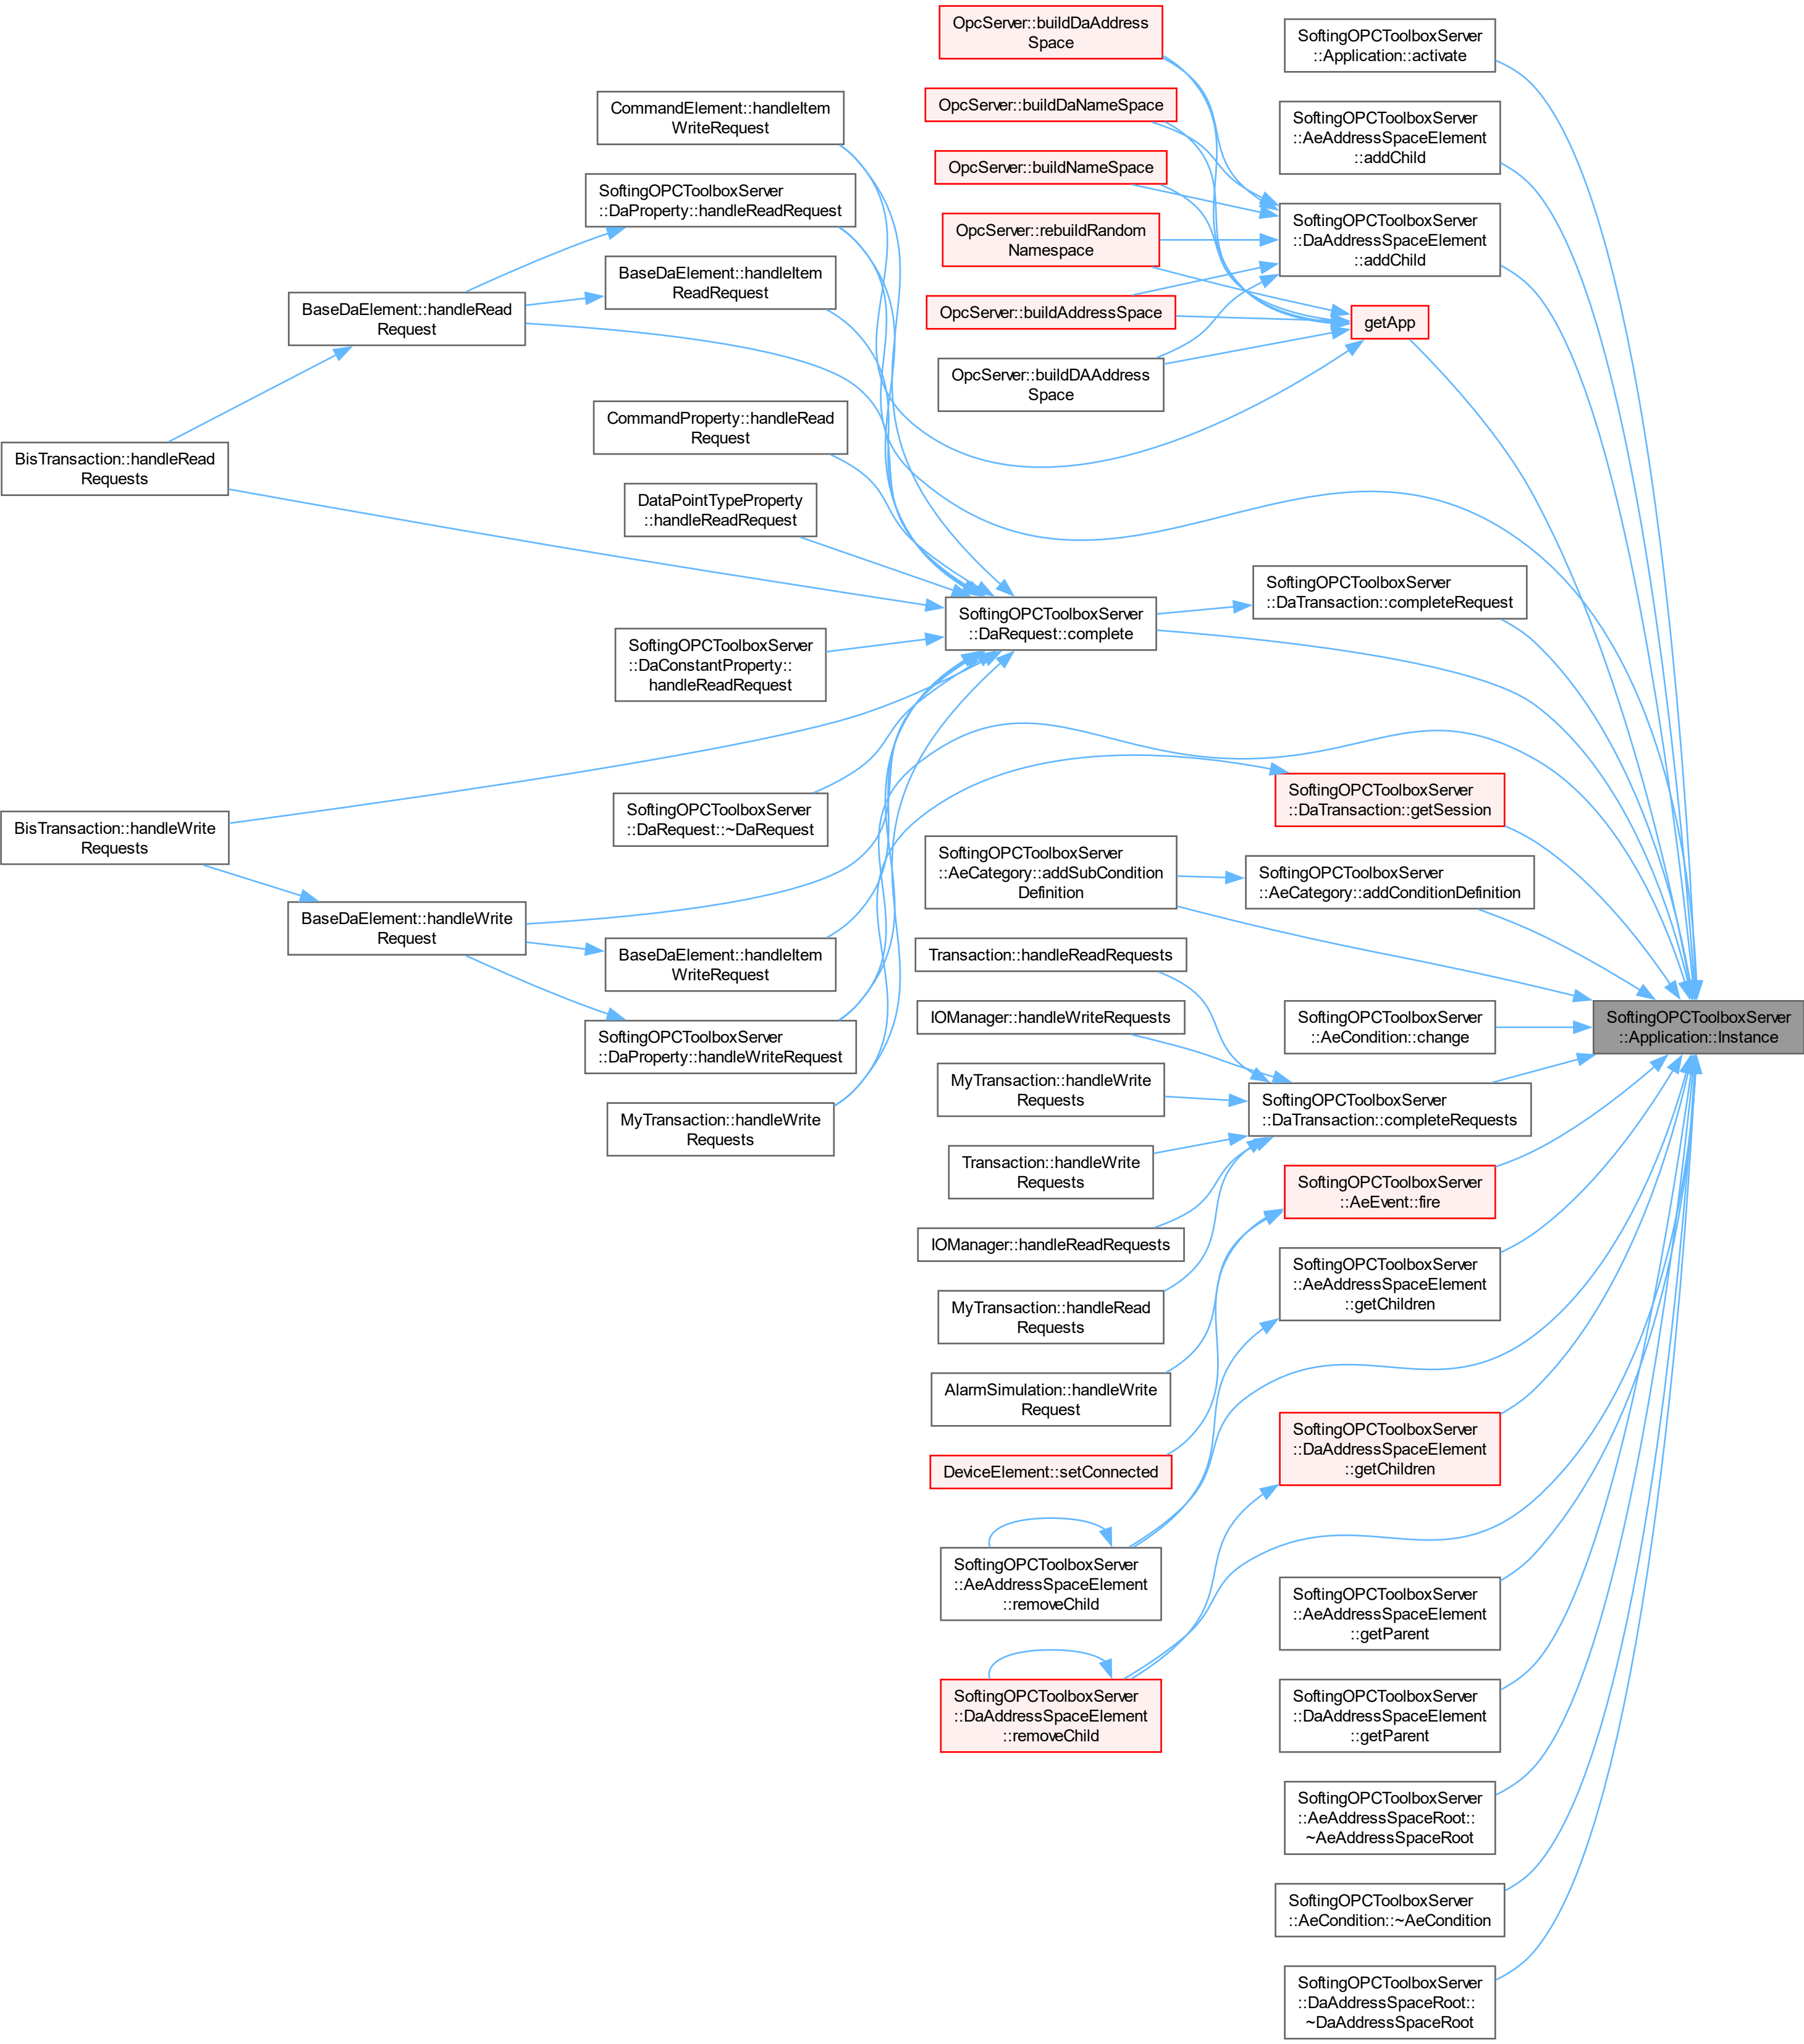 OpcServer::buildDaAddress
Space
SoftingOPCToolboxServer
::Application::activate
CommandElement::handleItem
WriteRequest
OpcServer::buildDaNameSpace
SoftingOPCToolboxServer
::AeAddressSpaceElement
::addChild
OpcServer::buildNameSpace
SoftingOPCToolboxServer
::DaProperty::handleReadRequest
OpcServer::rebuildRandom
Namespace
SoftingOPCToolboxServer
::DaAddressSpaceElement
::addChild
BaseDaElement::handleItem
ReadRequest
BaseDaElement::handleRead
Request
OpcServer::buildAddressSpace
getApp
OpcServer::buildDAAddress
Space
CommandProperty::handleRead
Request
BisTransaction::handleRead
Requests
DataPointTypeProperty
::handleReadRequest
SoftingOPCToolboxServer
::DaRequest::complete
SoftingOPCToolboxServer
::DaTransaction::completeRequest
SoftingOPCToolboxServer
::DaConstantProperty::
handleReadRequest
SoftingOPCToolboxServer
::DaTransaction::getSession
SoftingOPCToolboxServer
::DaRequest::~DaRequest
BisTransaction::handleWrite
Requests
SoftingOPCToolboxServer
::AeCategory::addSubCondition
Definition
SoftingOPCToolboxServer
::AeCategory::addConditionDefinition
BaseDaElement::handleWrite
Request
BaseDaElement::handleItem
WriteRequest
Transaction::handleReadRequests
IOManager::handleWriteRequests
SoftingOPCToolboxServer
::AeCondition::change
SoftingOPCToolboxServer
::Application::Instance
SoftingOPCToolboxServer
::DaProperty::handleWriteRequest
MyTransaction::handleWrite
Requests
SoftingOPCToolboxServer
::DaTransaction::completeRequests
MyTransaction::handleWrite
Requests
Transaction::handleWrite
Requests
SoftingOPCToolboxServer
::AeEvent::fire
IOManager::handleReadRequests
SoftingOPCToolboxServer
::AeAddressSpaceElement
::getChildren
MyTransaction::handleRead
Requests
AlarmSimulation::handleWrite
Request
SoftingOPCToolboxServer
::DaAddressSpaceElement
::getChildren
DeviceElement::setConnected
SoftingOPCToolboxServer
::AeAddressSpaceElement
::removeChild
SoftingOPCToolboxServer
::AeAddressSpaceElement
::getParent
SoftingOPCToolboxServer
::DaAddressSpaceElement
::removeChild
SoftingOPCToolboxServer
::DaAddressSpaceElement
::getParent
SoftingOPCToolboxServer
::AeAddressSpaceRoot::
~AeAddressSpaceRoot
SoftingOPCToolboxServer
::AeCondition::~AeCondition
SoftingOPCToolboxServer
::DaAddressSpaceRoot::
~DaAddressSpaceRoot